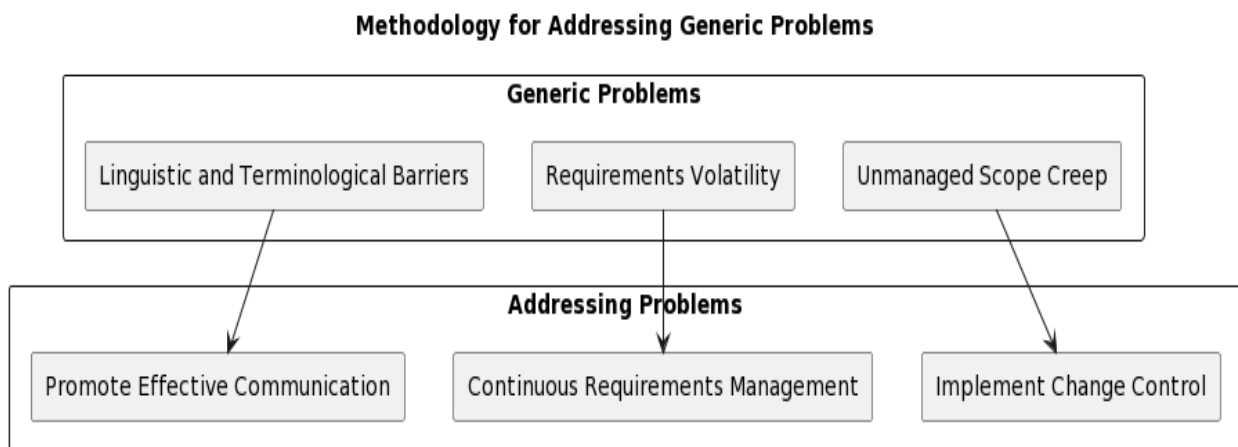 Methodology for Addressing Generic Problems
Generic Problems
Linguistic and Terminological Barriers
Requirements Volatility
Unmanaged Scope Creep
Addressing Problems
Promote Effective Communication
Continuous Requirements Management
Implement Change Control